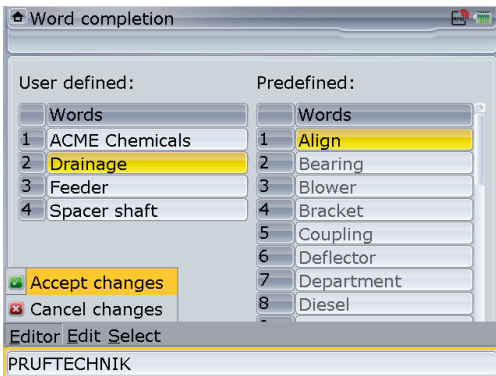 Word completion
User defined:
Words
1 ACME Chemicals
2 Drainage
3 Feeder
4 Spacer shaft
Predefined:
Words
1 Align
2 Bearing
3 Blower
4 Bracket
5 Coupling
6 Deflector
7 Department
8 Diesel
Accept changes
Cancel changes
Editor Edit Select
PRUFTECHNIK